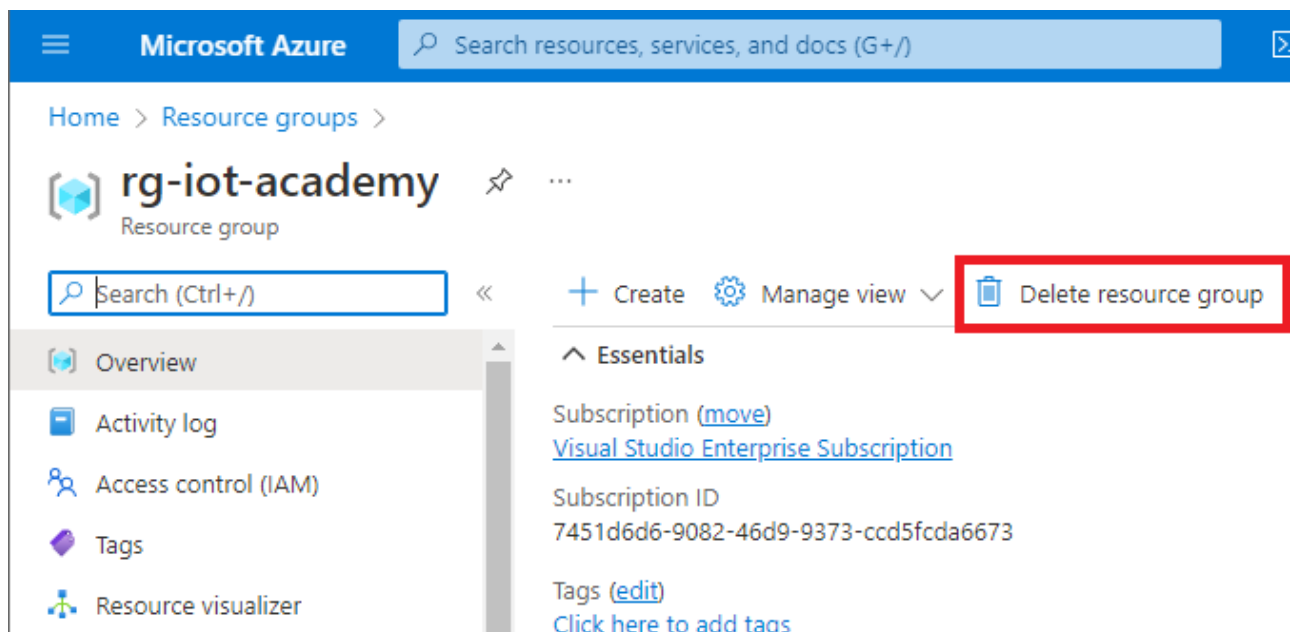 Microsoft Azure
Search resources, services, and docs (G+/)
Home > Resource groups >
rg-iot-academy
Resource group
Search (Ctrl+/)
Create
Manage view
Delete resource group
Overview
Activity log
Access control (IAM)
Tags
Resource visualizer
Essentials
Subscription (move)
Visual Studio Enterprise Subscription
Subscription ID
7451d6d6-9082-46d9-9373-ccd5fcda6673
Tags (edit)
Click here to add tags